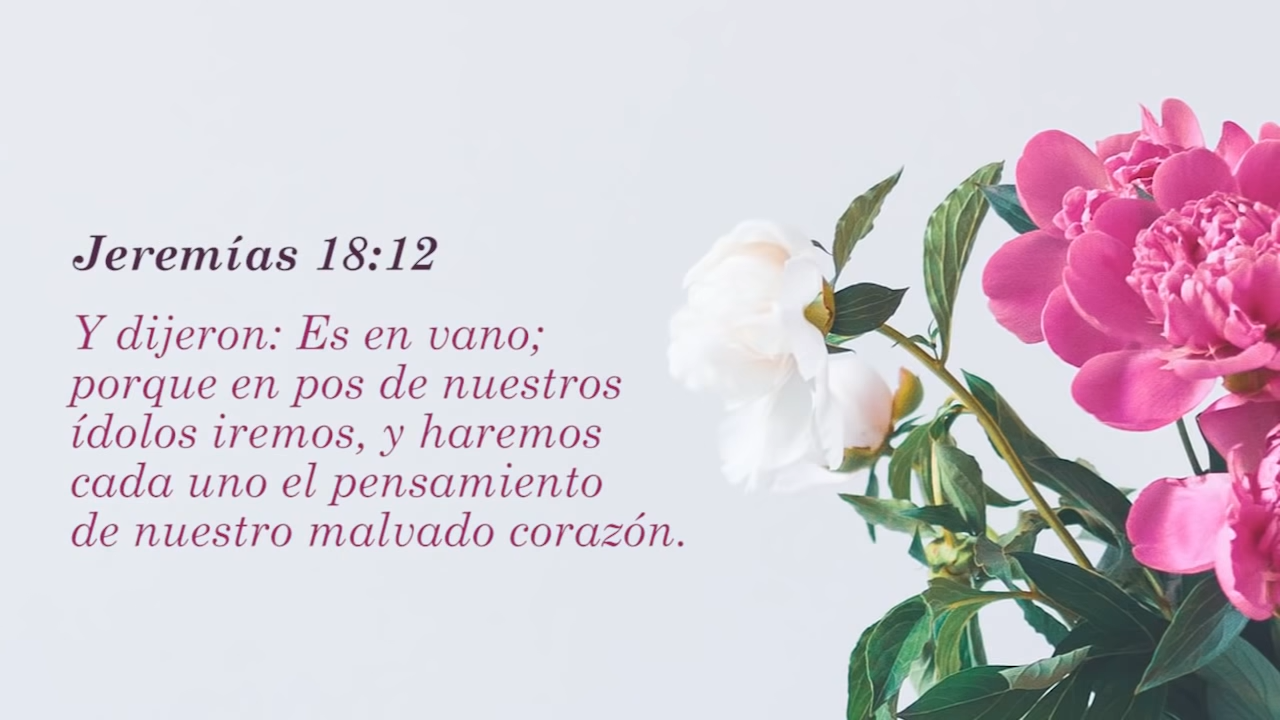 Jeremías 18:12
Y dijeron: Es en vano;
porque en pos de nuestros
ídolos iremos, y haremos
cada uno el pensamiento
de nuestro malvado corazón.